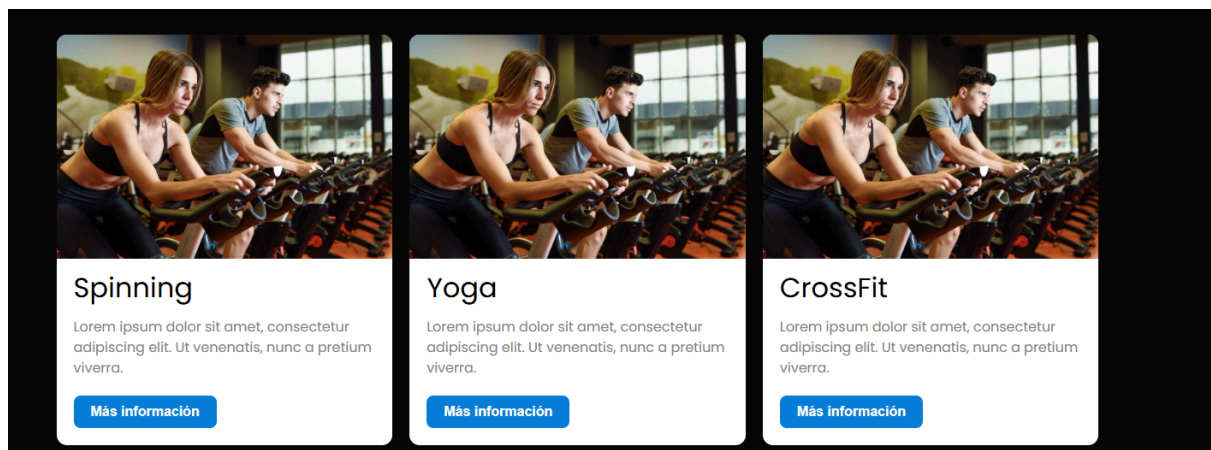 Spinning
Lorem ipsum dolor sit amet, consectetur
adipiscing elit. Ut venenatis, nunc a pretium
viverra.
Más información
Yoga
Lorem ipsum dolor sit amet, consectetur
adipiscing elit. Ut venenatis, nunc a pretium
viverra.
Más información
CrossFit
Lorem ipsum dolor sit amet, consectetur
adipiscing elit. Ut venenatis, nunc a pretium
viverra.
Más información